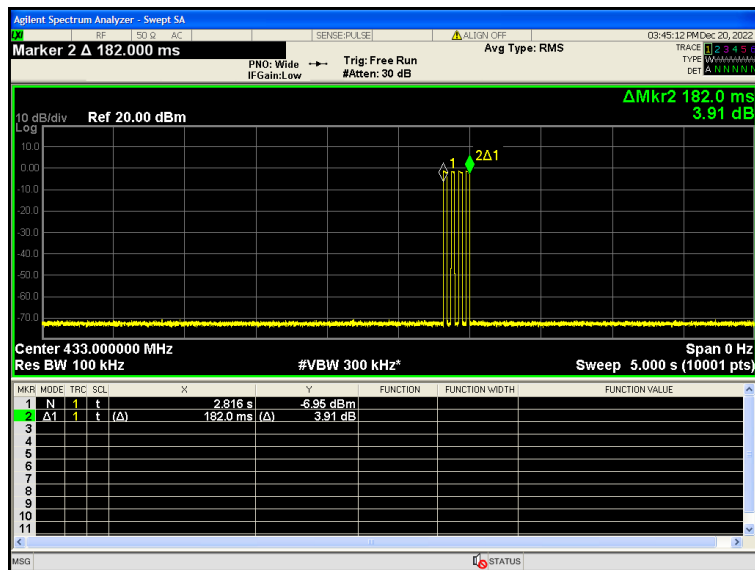 Agilent Spectrum Analyzer - Swept SA
RF 50 Ω AC SENSE:PULSE ALIGN OFF 03:45:12 PM Dec 20, 2022
Marker 2 Δ 182.000 ms
Avg Type: RMS
TRACE 1 2 3 4 5 6
PNO: Wide Trig: Free Run
TYPE W
IFGain:Low #Atten: 30 dB
DET A N N N N N
ΔMkr2 182.0 ms
10 dB/div Ref 20.00 dBm 3.91 dB
Log
10.0
0.00
1 2Δ1
-10.0
-20.0
-30.0
-40.0
-50.0
-60.0
-70.0
Center 433.000000 MHz Span 0 Hz
Res BW 100 kHz #VBW 300 kHz* Sweep 5.000 s (10001 pts)
MKR MODE TRC SCL X Y FUNCTION FUNCTION WIDTH FUNCTION VALUE
1 N 1 t 2.816 s -6.95 dBm
2 Δ1 1 t (Δ) 182.0 ms (Δ) 3.91 dB
3
4
5
6
7
8
9
10
11
MSG STATUS